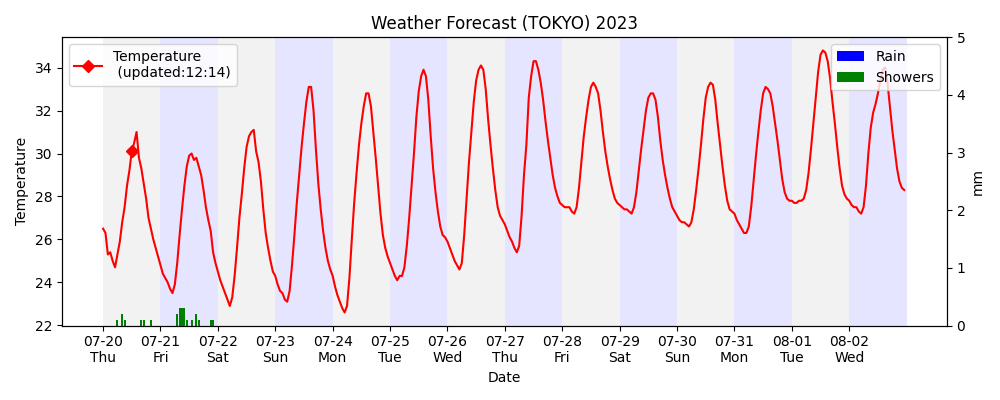 Weather Forecast (TOKYO) 2023
Temperature
(updated:12:14)
Rain
Showers
Temperature
34
32
30
28
26
24
22
5
4
3
2
1
0
mm
07-20 07-21 07-22 07-23 07-24 07-25 07-26 07-27 07-28 07-29 07-30 07-31 08-01 08-02
Thu Fri Sat Sun Mon Tue Wed Thu Fri Sat Sun Mon Tue Wed
Date